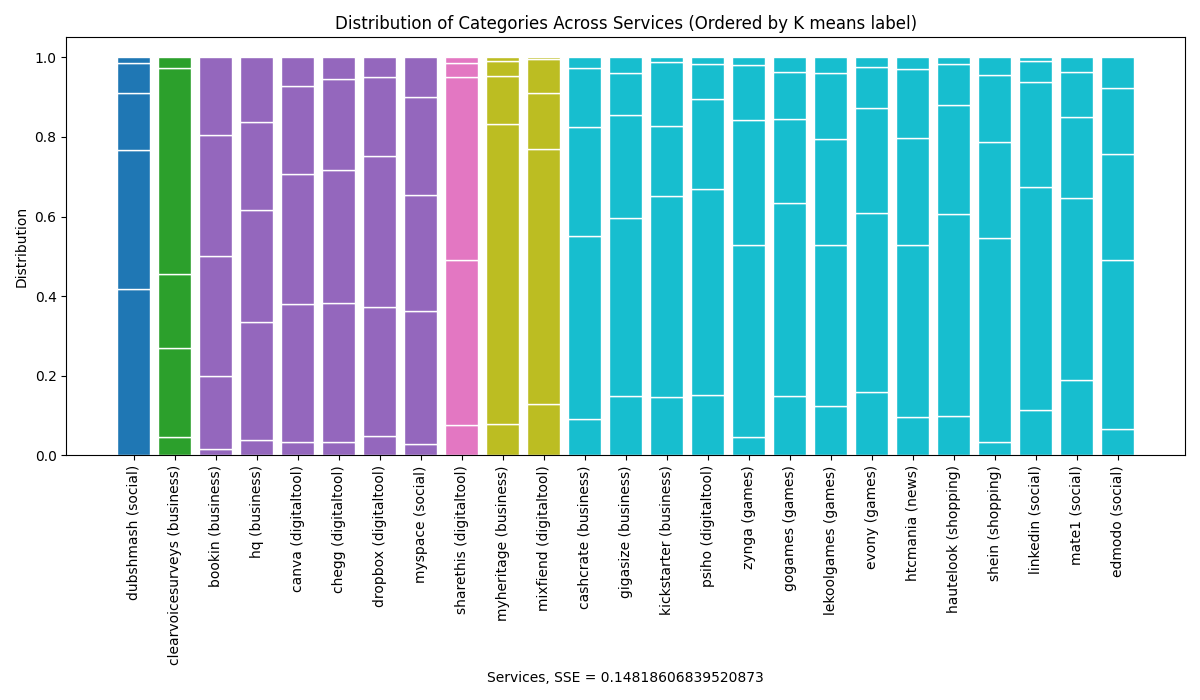 Distribution of Categories Across Services (Ordered by K means label)
Distribution
1.0
0.8
0.6
0.4
0.2
0.0
dubshmash (social)
clearvoicesurveys (business)
bookin (business)
hq (business)
canva (digitaltool)
chegg (digitaltool)
dropbox (digitaltool)
myspace (social)
sharethis (digitaltool)
myheritage (business)
mixfiend (digitaltool)
cashcrate (business)
gigasize (business)
kickstarter (business)
psiho (digitaltool)
zynga (games)
gogames (games)
lekoolgames (games)
evony (games)
htcmania (news)
hautelook (shopping)
shein (shopping)
linkedin (social)
mate1 (social)
edmodo (social)
Services, SSE = 0.14818606839520873